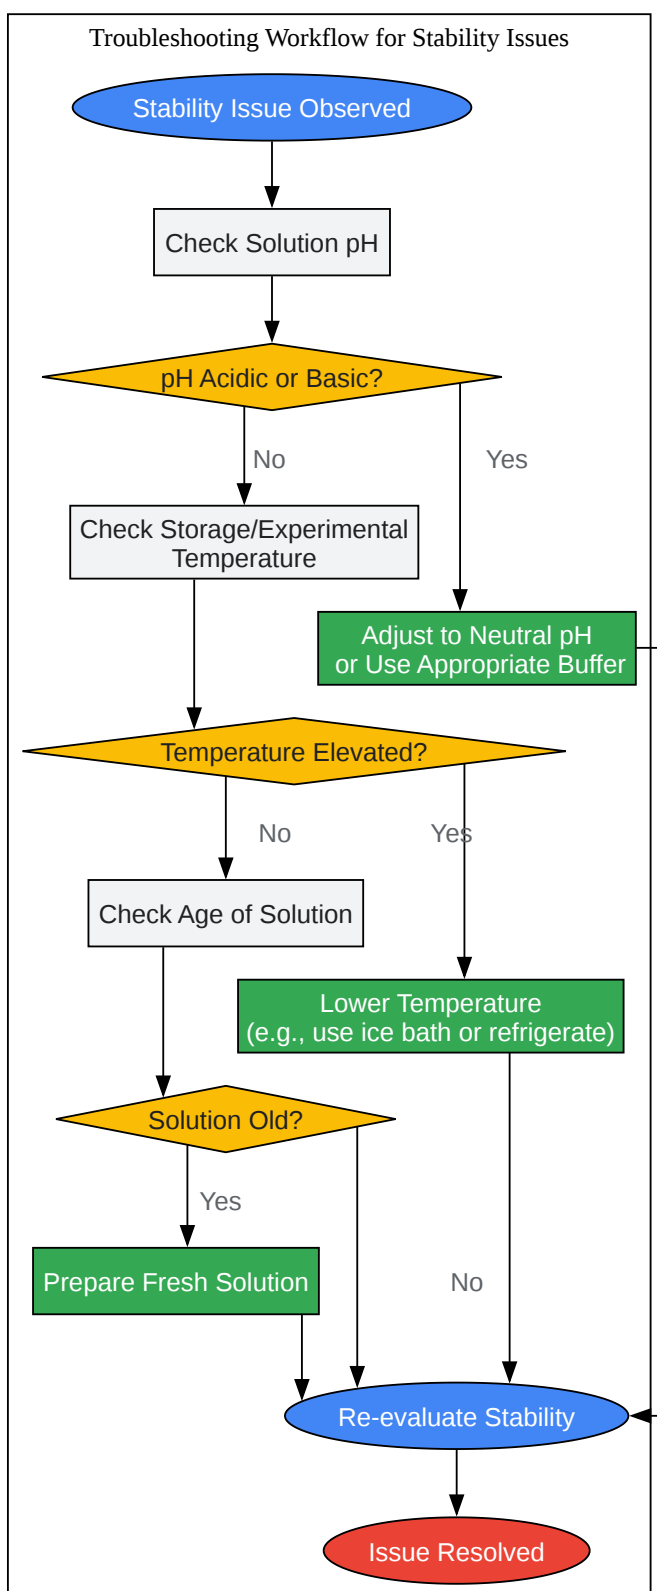 Troubleshooting Workflow for Stability Issues
Stability Issue Observed
Check Solution pH
pH Acidic or Basic?
No
Yes
Check Storage/Experimental
Temperature
Adjust to Neutral pH
or Use Appropriate Buffer
Temperature Elevated?
No
Yes
Check Age of Solution
Lower Temperature
(e.g., use ice bath or refrigerate)
Solution Old?
Yes
Prepare Fresh Solution
No
Re-evaluate Stability
Issue Resolved